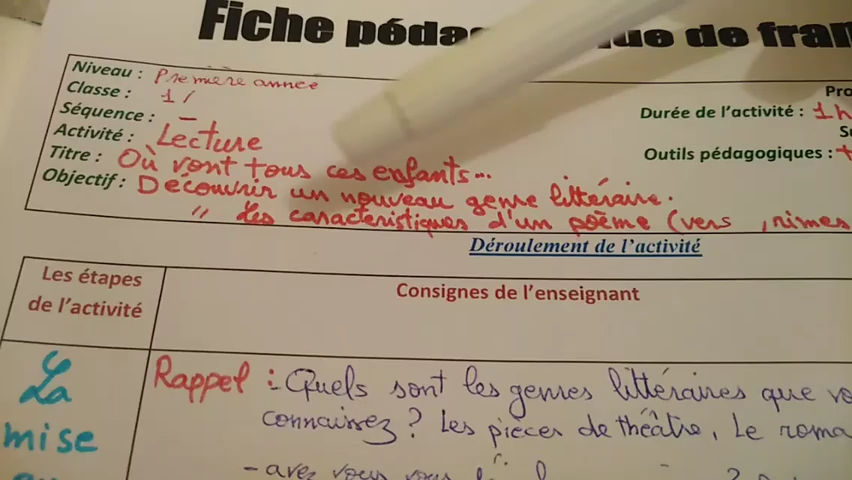 Fiche
de
Niveau : Première année
Classe : 1/
Pro
Séquence : -
Durée de l'activité : 1h
Activité : Lecture
Titre : Où vont tous ces enfants...
Outils pédagogiques :
Objectif : Découvrir un nouveau genre littéraire.
" les caractéristiques d'un poème (vers, rimes
Déroulement de l'activité
Les étapes
de l'activité
Consignes de l'enseignant
La
mise
Rappel : Quels sont les genres littéraires que
connaissez ? Les pièces de théâtre, Le roma
- avez vous